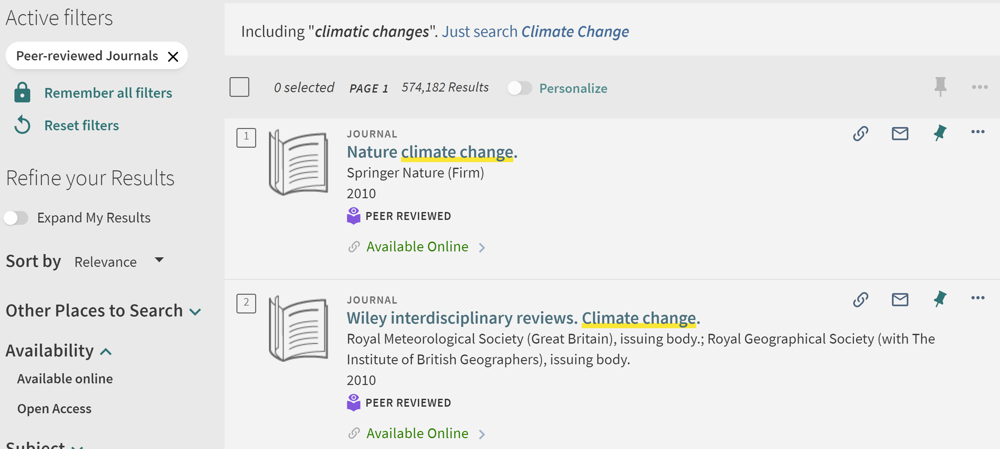 Active filters
Peer-reviewed Journals
Remember all filters
Reset filters
Refine your Results
Expand My Results
Sort by Relevance
Other Places to Search
Availability
Available online
Open Access
Subject
Including "climatic changes". Just search Climate Change
0 selected PAGE 1 574,182 Results Personalize
1
JOURNAL
Nature climate change.
Springer Nature (Firm)
2010
PEER REVIEWED
Available Online
2
JOURNAL
Wiley interdisciplinary reviews. Climate change.
Royal Meteorological Society (Great Britain), issuing body.; Royal Geographical Society (with The
Institute of British Geographers), issuing body.
2010
PEER REVIEWED
Available Online